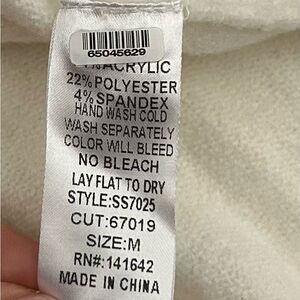 65045629
ACRYLIC
22% POLYESTER
4% SPANDEX
HAND WASH COLD
WASH SEPARATELY
COLOR WILL BLEED
NO BLEACH
LAY FLAT TO DRY
STYLE:SS7025
CUT:67019
SIZE:M
RN#:141642
MADE IN CHINA